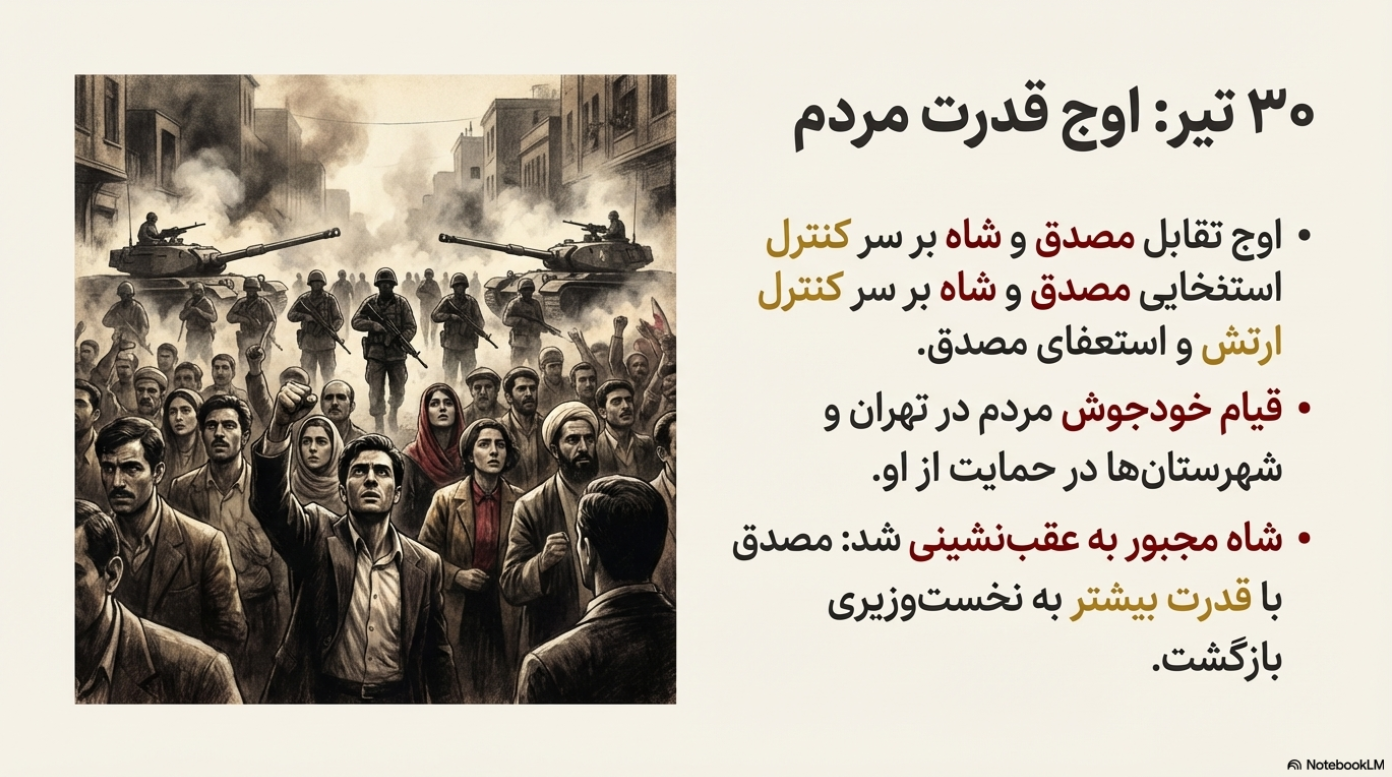 ۳۰ تیر: اوج قدرت مردم
• اوج تقابل مصدق و شاه بر سر کنترل
استنخایی مصدق و شاه بر سر کنترل
ارتش و استعفای مصدق.
• قیام خودجوش مردم در تهران و
شهرستان‌ها در حمایت از او.
• شاه مجبور به عقب‌نشینی شد: مصدق
با قدرت بیشتر به نخست‌وزیری
بازگشت.
NotebookLM